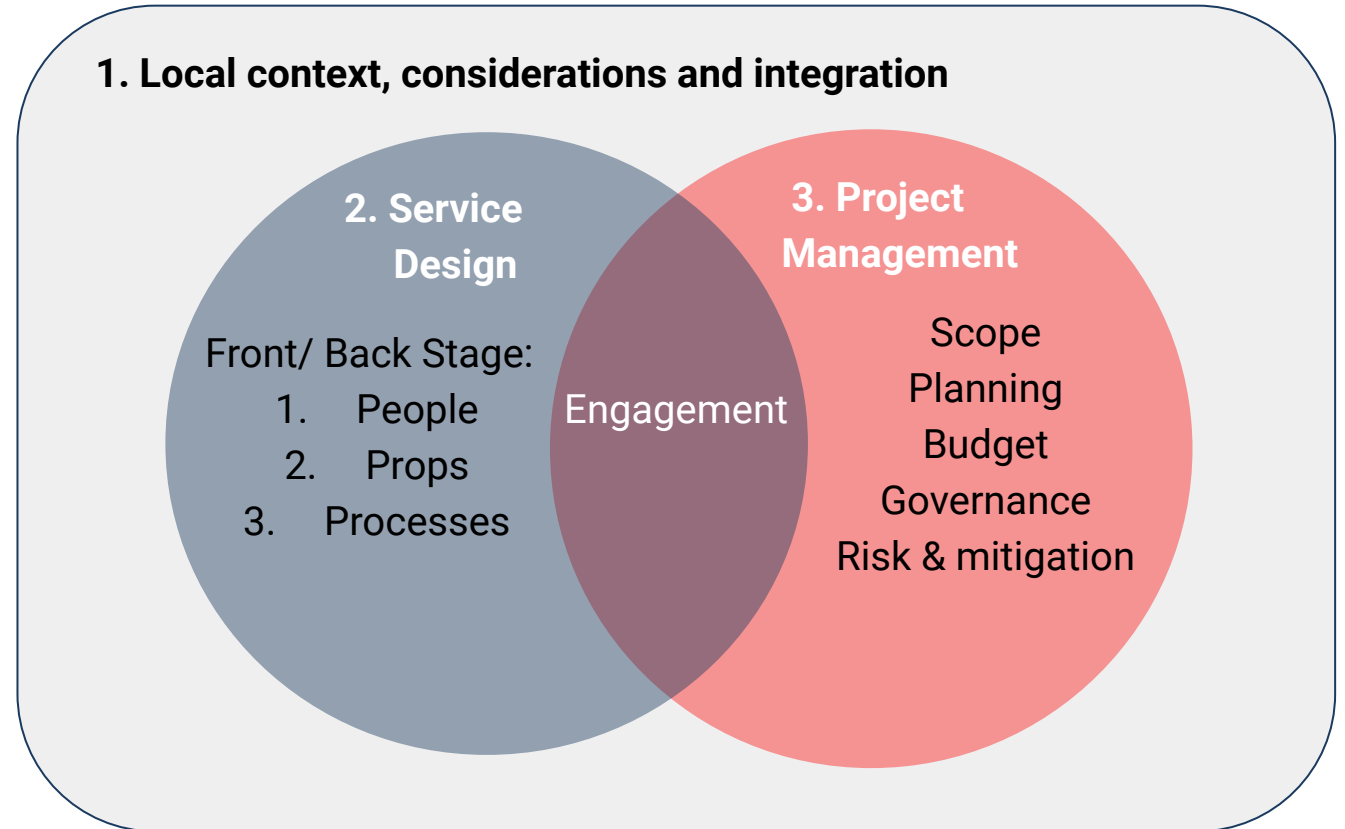 1. Local context, considerations and integration
2. Service
Design
Front/ Back Stage:
1. People
2. Props
3. Processes
Engagement
3. Project
Management
Scope
Planning
Budget
Governance
Risk & mitigation